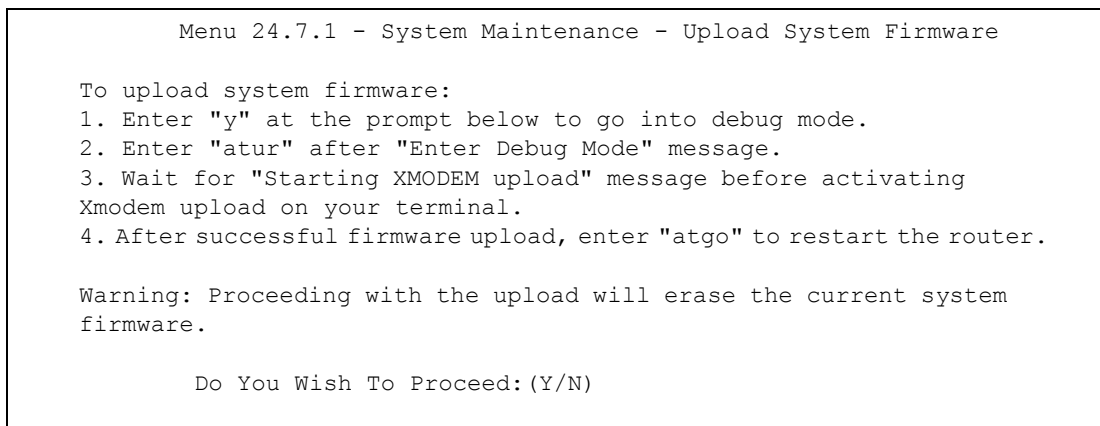 Menu 24.7.1 - System Maintenance - Upload System Firmware
To upload system firmware:
1. Enter "y" at the prompt below to go into debug mode.
2. Enter "atur" after "Enter Debug Mode" message.
3. Wait for "Starting XMODEM upload" message before activating
Xmodem upload on your terminal.
4. After successful firmware upload, enter "atgo" to restart the router.
Warning: Proceeding with the upload will erase the current system
firmware.
Do You Wish To Proceed:(Y/N)